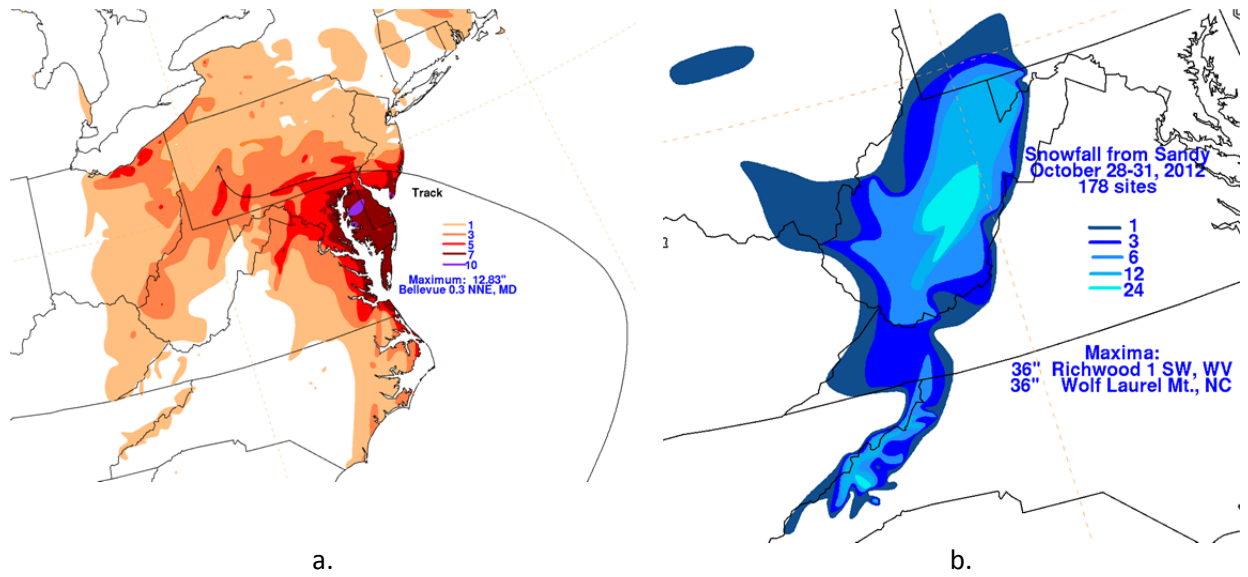 Track
1
3
5
7
10
Maximum: 12.83"
Bellevue 0.3 NNE, MD
a.
Snowfall from Sandy
October 28-31, 2012
178 sites
1
3
6
12
24
Maxima:
36" Richwood 1 SW, WV
36" Wolf Laurel Mt., NC
b.